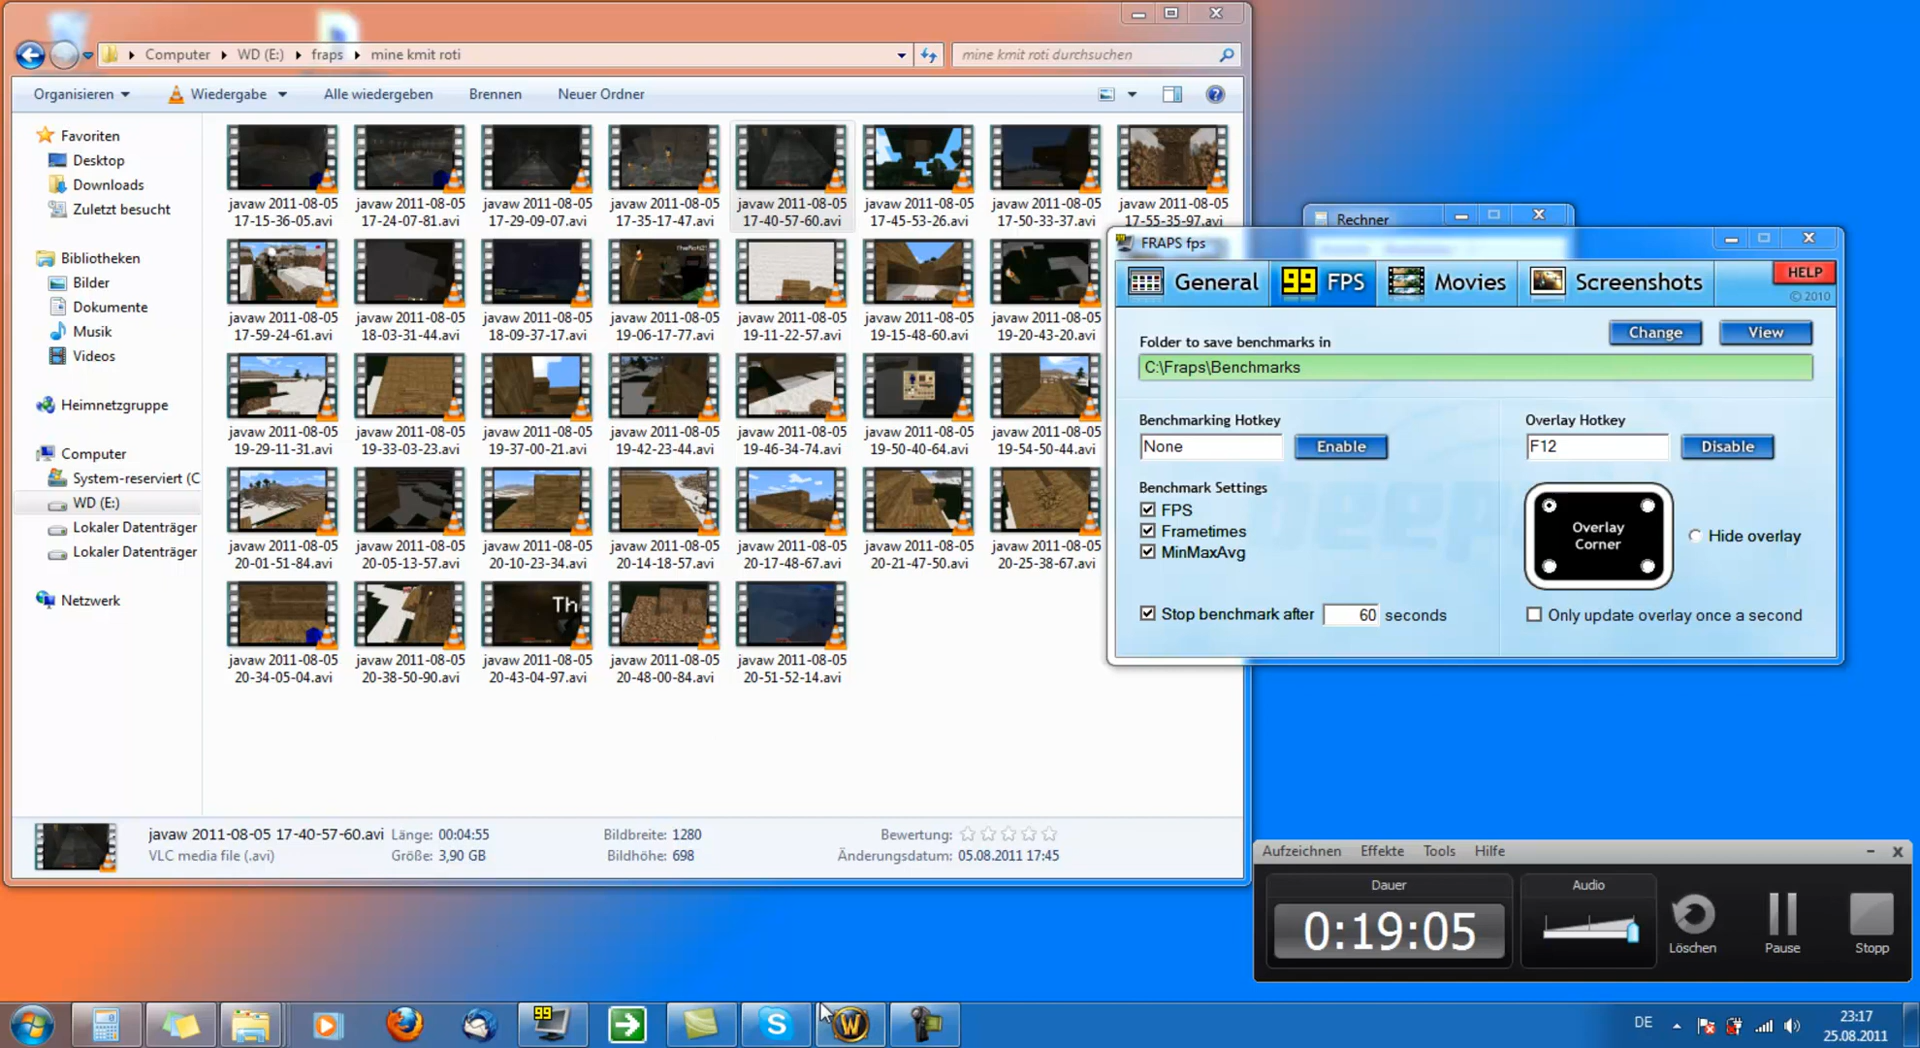 Computer ▸ WD (E:) ▸ fraps ▸ mine kmit roti
mine kmit roti durchsuchen
Organisieren
Wiedergabe
Alle wiedergeben
Brennen
Neuer Ordner
Favoriten
Desktop
Downloads
Zuletzt besucht
Bibliotheken
Bilder
Dokumente
Musik
Videos
Heimnetzgruppe
Computer
System-reserviert (C
WD (E:)
Lokaler Datenträger
Lokaler Datenträger
Netzwerk
javaw 2011-08-05 17-15-36-05.avi
javaw 2011-08-05 17-24-07-81.avi
javaw 2011-08-05 17-29-09-07.avi
javaw 2011-08-05 17-35-17-47.avi
javaw 2011-08-05 17-40-57-60.avi
javaw 2011-08-05 17-45-53-26.avi
javaw 2011-08-05 17-50-33-37.avi
javaw 2011-08-05 17-55-35-97.avi
javaw 2011-08-05 17-59-24-61.avi
javaw 2011-08-05 18-03-31-44.avi
javaw 2011-08-05 18-09-37-17.avi
javaw 2011-08-05 19-06-17-77.avi
javaw 2011-08-05 19-11-22-57.avi
javaw 2011-08-05 19-15-48-60.avi
javaw 2011-08-05 19-20-43-20.avi
javaw 2011-08-05 19-29-11-31.avi
javaw 2011-08-05 19-33-03-23.avi
javaw 2011-08-05 19-37-00-21.avi
javaw 2011-08-05 19-42-23-44.avi
javaw 2011-08-05 19-46-34-74.avi
javaw 2011-08-05 19-50-40-64.avi
javaw 2011-08-05 19-54-50-44.avi
javaw 2011-08-05 20-01-51-84.avi
javaw 2011-08-05 20-05-13-57.avi
javaw 2011-08-05 20-10-23-34.avi
javaw 2011-08-05 20-14-18-57.avi
javaw 2011-08-05 20-17-48-67.avi
javaw 2011-08-05 20-21-47-50.avi
javaw 2011-08-05 20-25-38-67.avi
Th
javaw 2011-08-05 20-34-05-04.avi
javaw 2011-08-05 20-38-50-90.avi
javaw 2011-08-05 20-43-04-97.avi
javaw 2011-08-05 20-48-00-84.avi
javaw 2011-08-05 20-51-52-14.avi
javaw 2011-08-05 17-40-57-60.avi
VLC media file (.avi)
Länge: 00:04:55
Größe: 3,90 GB
Bildbreite: 1280
Bildhöhe: 698
Bewertung:
Änderungsdatum: 05.08.2011 17:45
Rechner
FRAPS fps
General
99 FPS
Movies
Screenshots
HELP
© 2010
Folder to save benchmarks in
Change
View
C:\Fraps\Benchmarks
Benchmarking Hotkey
None
Enable
Benchmark Settings
FPS
Frametimes
MinMaxAvg
Stop benchmark after 60 seconds
Overlay Hotkey
F12
Disable
Overlay
Corner
Hide overlay
Only update overlay once a second
Aufzeichnen
Effekte
Tools
Hilfe
Dauer
0:19:05
Audio
Löschen
Pause
Stopp
99
S
W
DE
23:17
25.08.2011